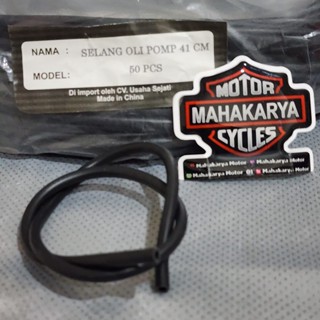 NAMA : SELANG OLI POMP 41 CM
MODEL: 50 PCS
Di import oleh CV. Usaha Sejati
Made in China
MOTOR
MAHAKARYA
CYCLES
Mahakarya Motor
Mahakarya Motor
Mahakarya Motor
Mahakarya Motor